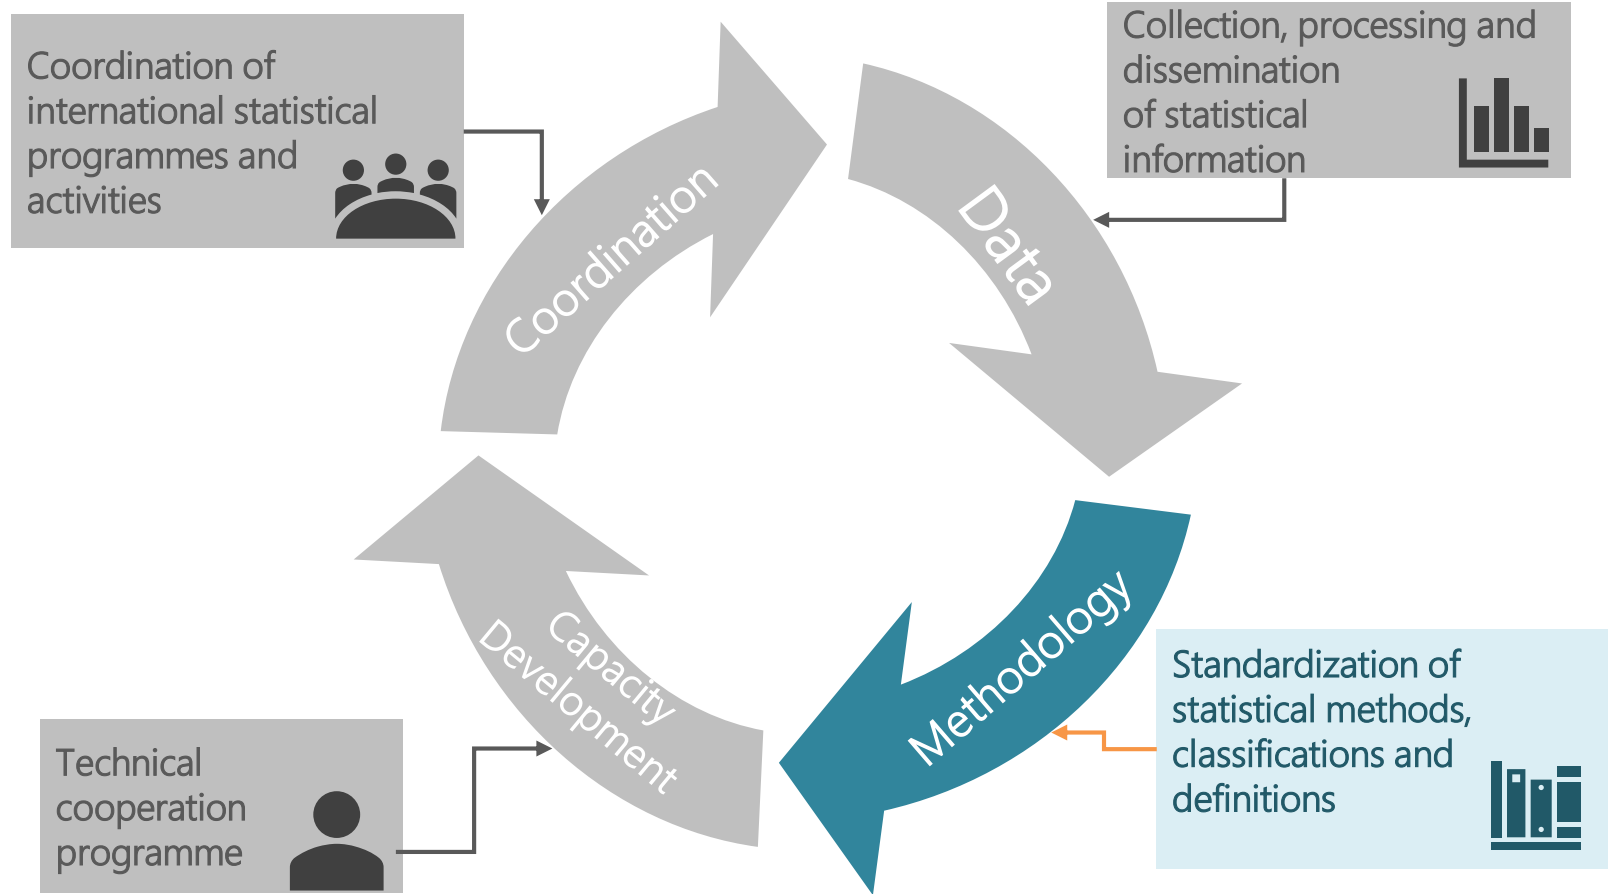 Coordination of
international statistical
programmes and
activities
Collection, processing and
dissemination
of statistical
information
Coordination
Data
Methodology
Capacity
Development
Standardization of
statistical methods,
classifications and
definitions
Technical
cooperation
programme